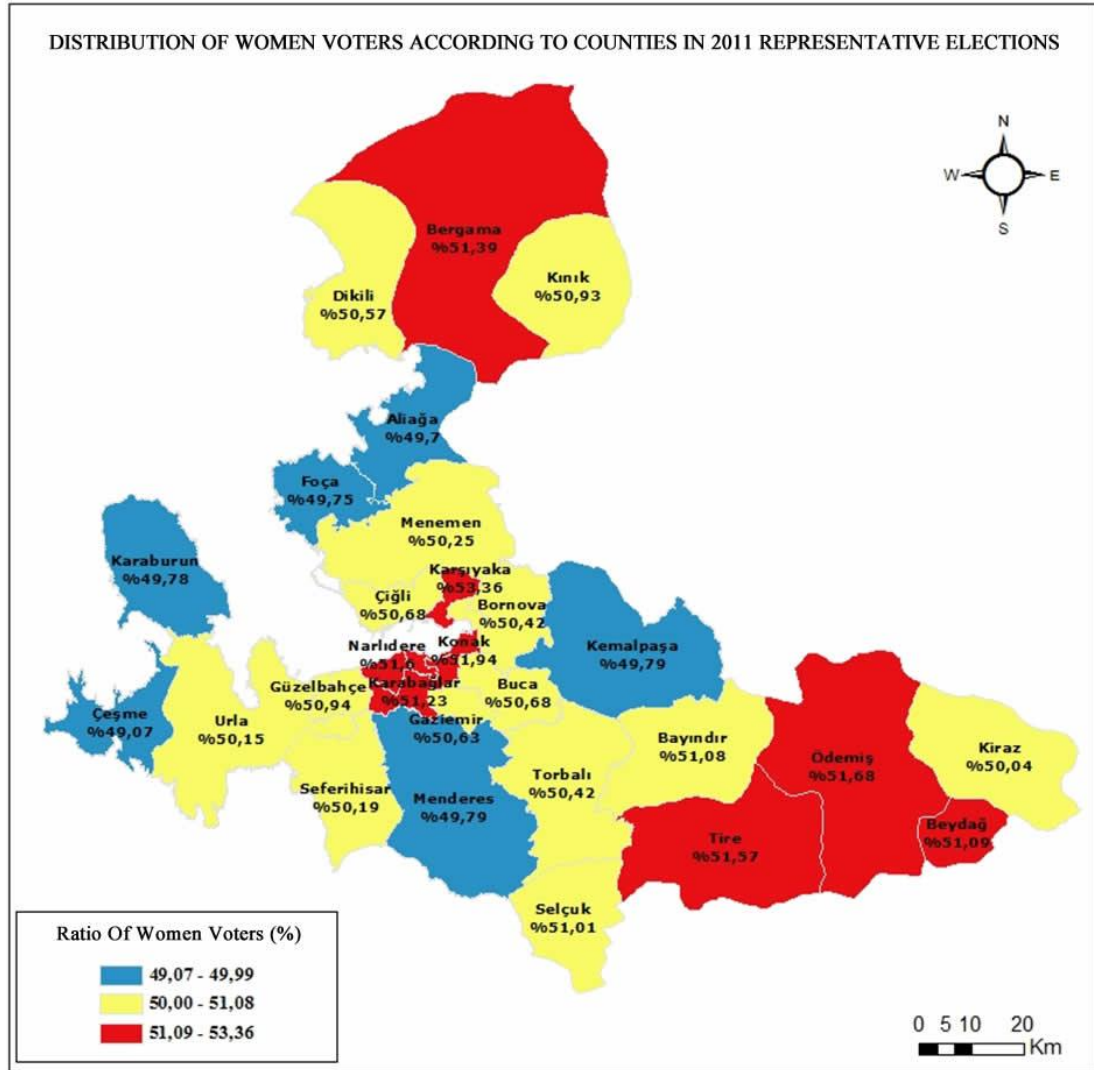 DISTRIBUTION OF WOMEN VOTERS ACCORDING TO COUNTIES IN 2011 REPRESENTATIVE ELECTIONS
N
W
E
S
Bergama
%51,39
Kınık
%50,93
Dikili
%50,57
Aliağa
%49,7
Foça
%49,75
Menemen
%50,25
Karaburun
%49,78
Karşıyaka
%53,36
Çiğli
%50,68
Bornova
%50,42
Kemalpaşa
%49,79
Narlıdere
%51,6
Konak
%51,94
Güzelbahçe
%50,94
Karabağlar
%51,23
Buca
%50,68
Çeşme
%49,07
Urla
%50,15
Gaziemir
%50,63
Bayındır
%51,08
Ödemiş
%51,68
Kiraz
%50,04
Seferihisar
%50,19
Menderes
%49,79
Torbalı
%50,42
Tire
%51,57
Beydağ
%51,09
Selçuk
%51,01
Ratio Of Women Voters (%)
49,07 - 49,99
50,00 - 51,08
51,09 - 53,36
0 5 10 20
Km